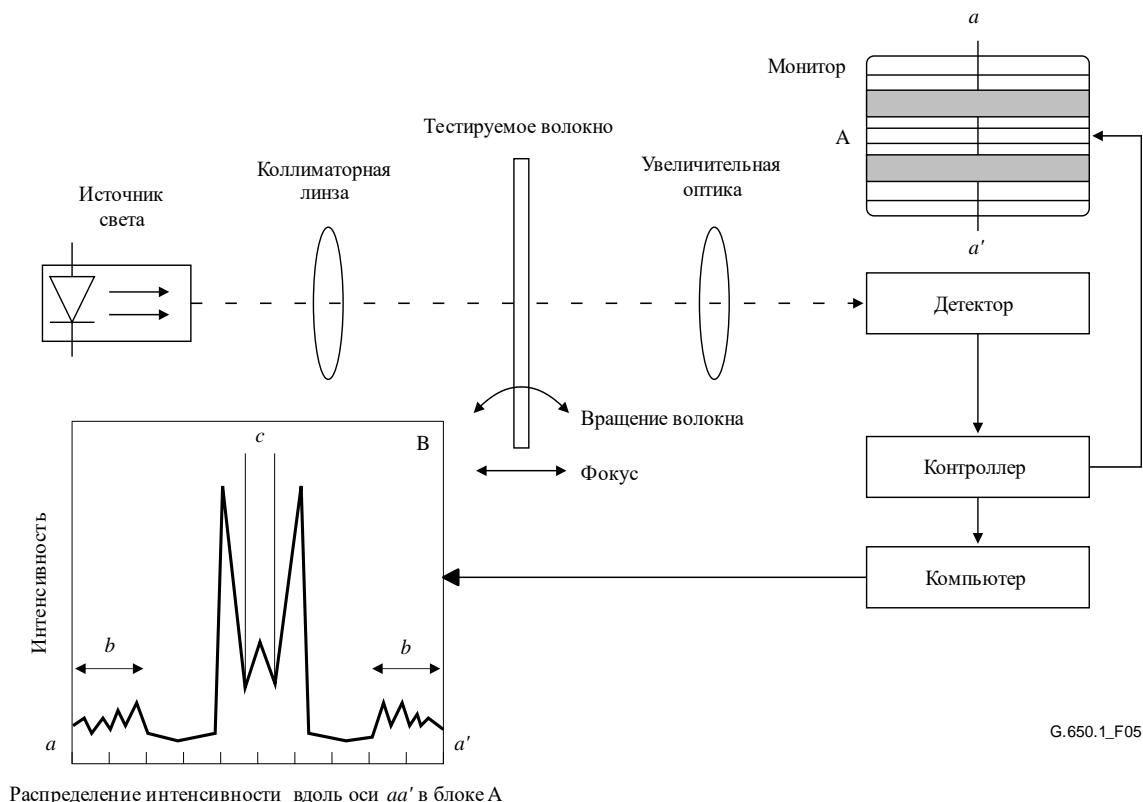 a
Монитор
Тестируемое волокно
A
Коллиматорная
линза
Увеличительная
оптика
Источник
света
a'
Детектор
Вращение волокна
B
c
Контроллер
Фокус
Интенсивность
Компьютер
b
b
a
a'
G.650.1_F05
Распределение интенсивности вдоль оси aa' в блоке A